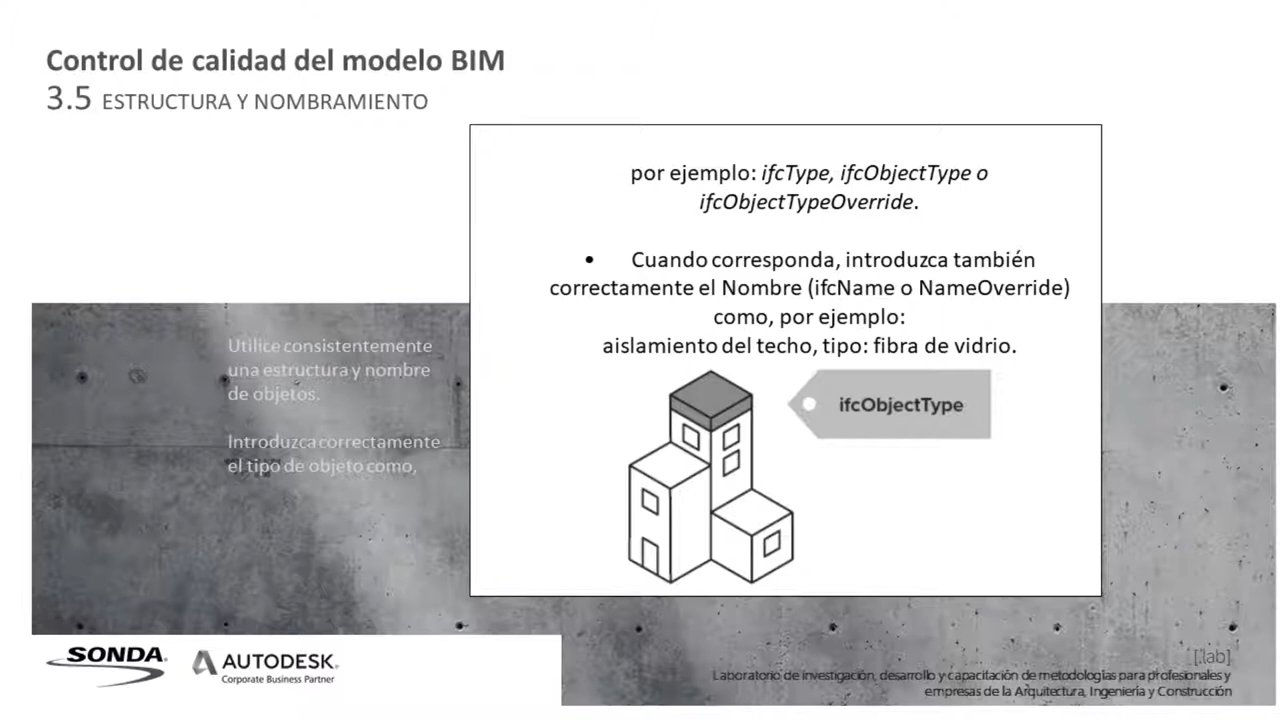 Control de calidad del modelo BIM
3.5 ESTRUCTURA Y NOMBRAMIENTO
Utilice consistentemente
una estructura y nombre
de objetos.
Introduzca correctamente
el tipo de objeto como,
por ejemplo: ifcType, ifcObjectType o
ifcObjectTypeOverride.
• Cuando corresponda, introduzca también
correctamente el Nombre (ifcName o NameOverride)
como, por ejemplo:
aislamiento del techo, tipo: fibra de vidrio.
ifcObjectType
SONDA
AUTODESK
Corporate Business Partner
[.lab]
Laboratorio de investigación, desarrollo y capacitación de metodologías para profesionales y
empresas de la Arquitectura, Ingeniería y Construcción